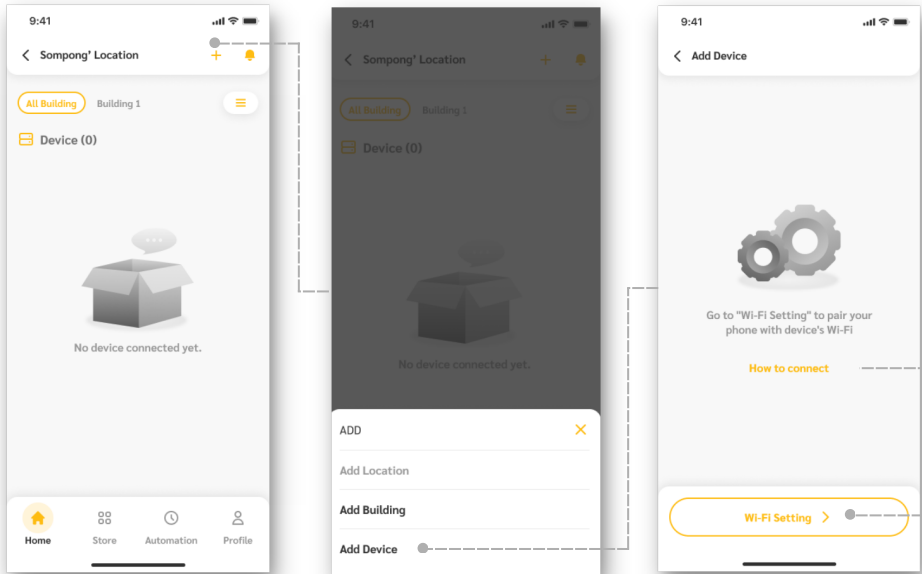 9:41
Sompong' Location
All Building
Building 1
Device (0)
No device connected yet.
Home
Store
Automation
Profile
9:41
Sompong' Location
All Building
Building 1
Device (0)
No device connected yet.
ADD
Add Location
Add Building
Add Device
9:41
Add Device
Go to "Wi-Fi Setting" to pair your
phone with device's Wi-Fi
How to connect
Wi-Fi Setting